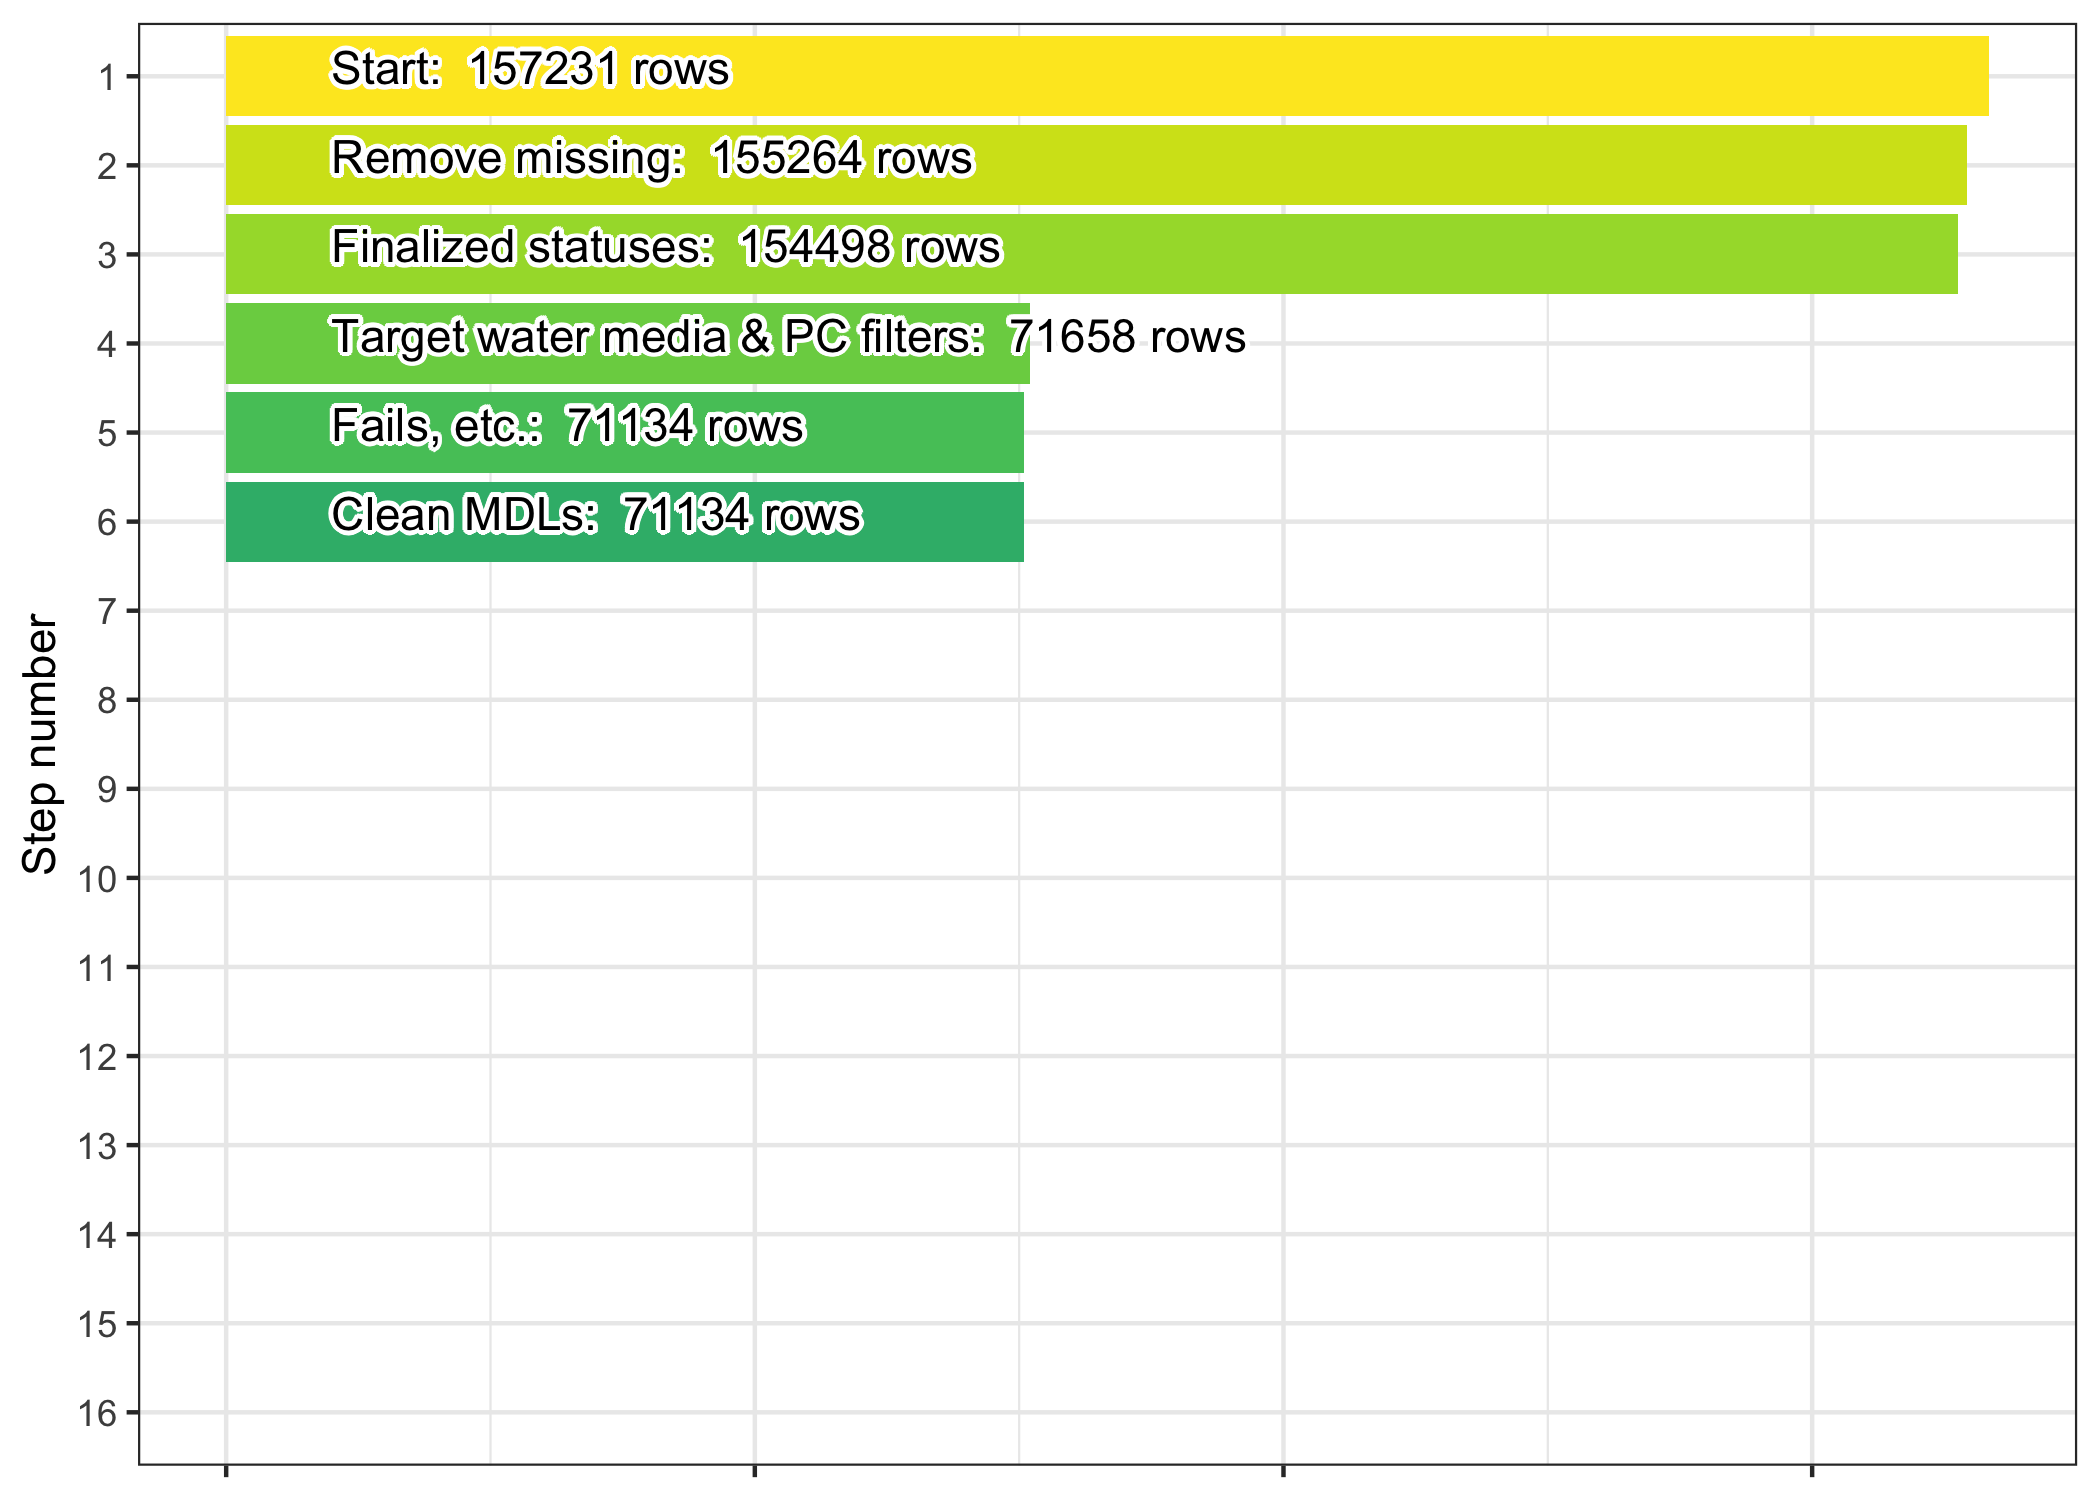 Start:  157231 rows
Remove missing:  155264 rows
Finalized statuses:  154498 rows
Target water media & PC filters:  71658 rows
Fails, etc.:  71134 rows
Clean MDLs:  71134 rows
1
2
3
4
5
6
7
8
9
10
11
12
13
14
15
16
Step number